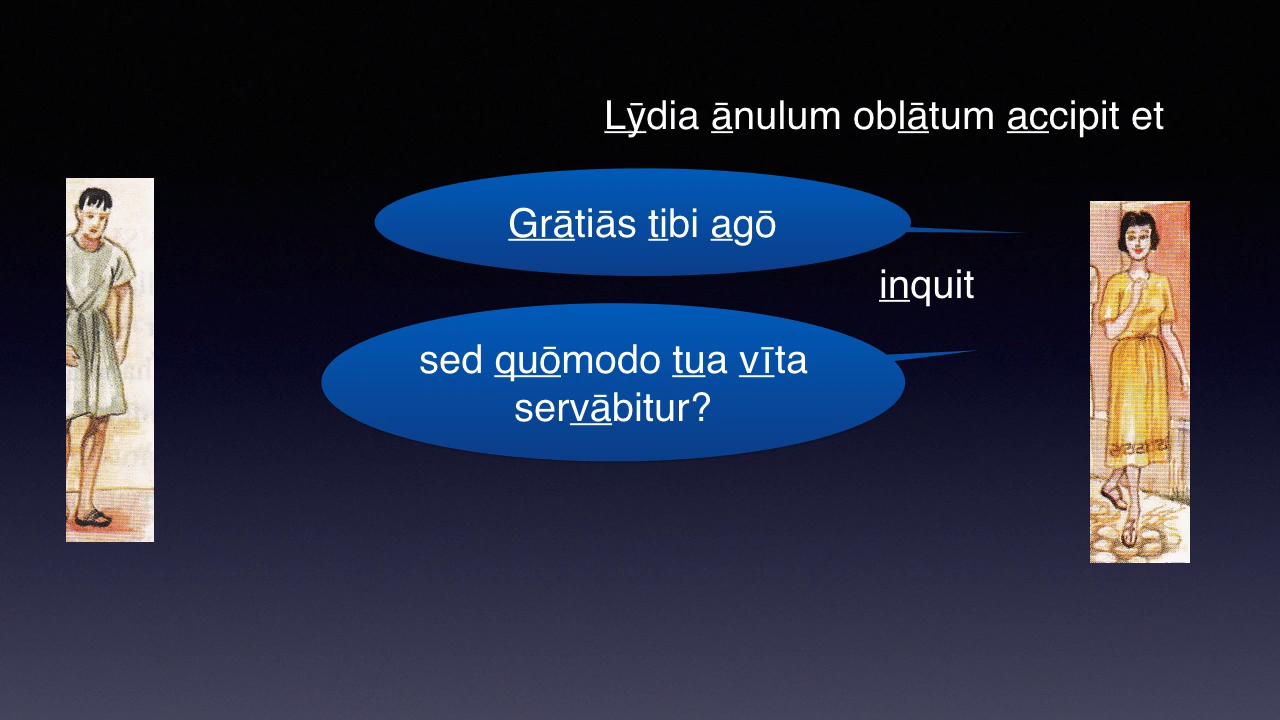 Lȳdia ānulum oblātum accipit et
Grātiās tibi agō
inquit
sed quōmodo tua vīta
servābitur?